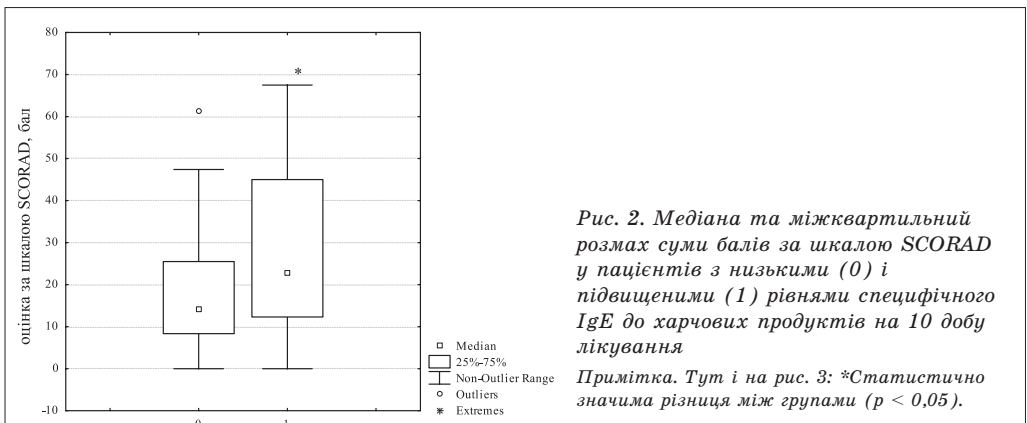 80
70
60
50
40
30
20
10
0
-10
оцінка за шкалою SCORAD, бал
*
0
1
Median
25%-75%
Non-Outlier Range
Outliers
* Extremes
Рис. 2. Медіана та міжквартильний
розмах суми балів за шкалою SCORAD
у пацієнтів з низькими (0) і
підвищеними (1) рівнями специфічного
IgE до харчових продуктів на 10 добу
лікування
Примітка. Тут і на рис. 3: *Статистично
значима різниця між групами (p < 0,05).